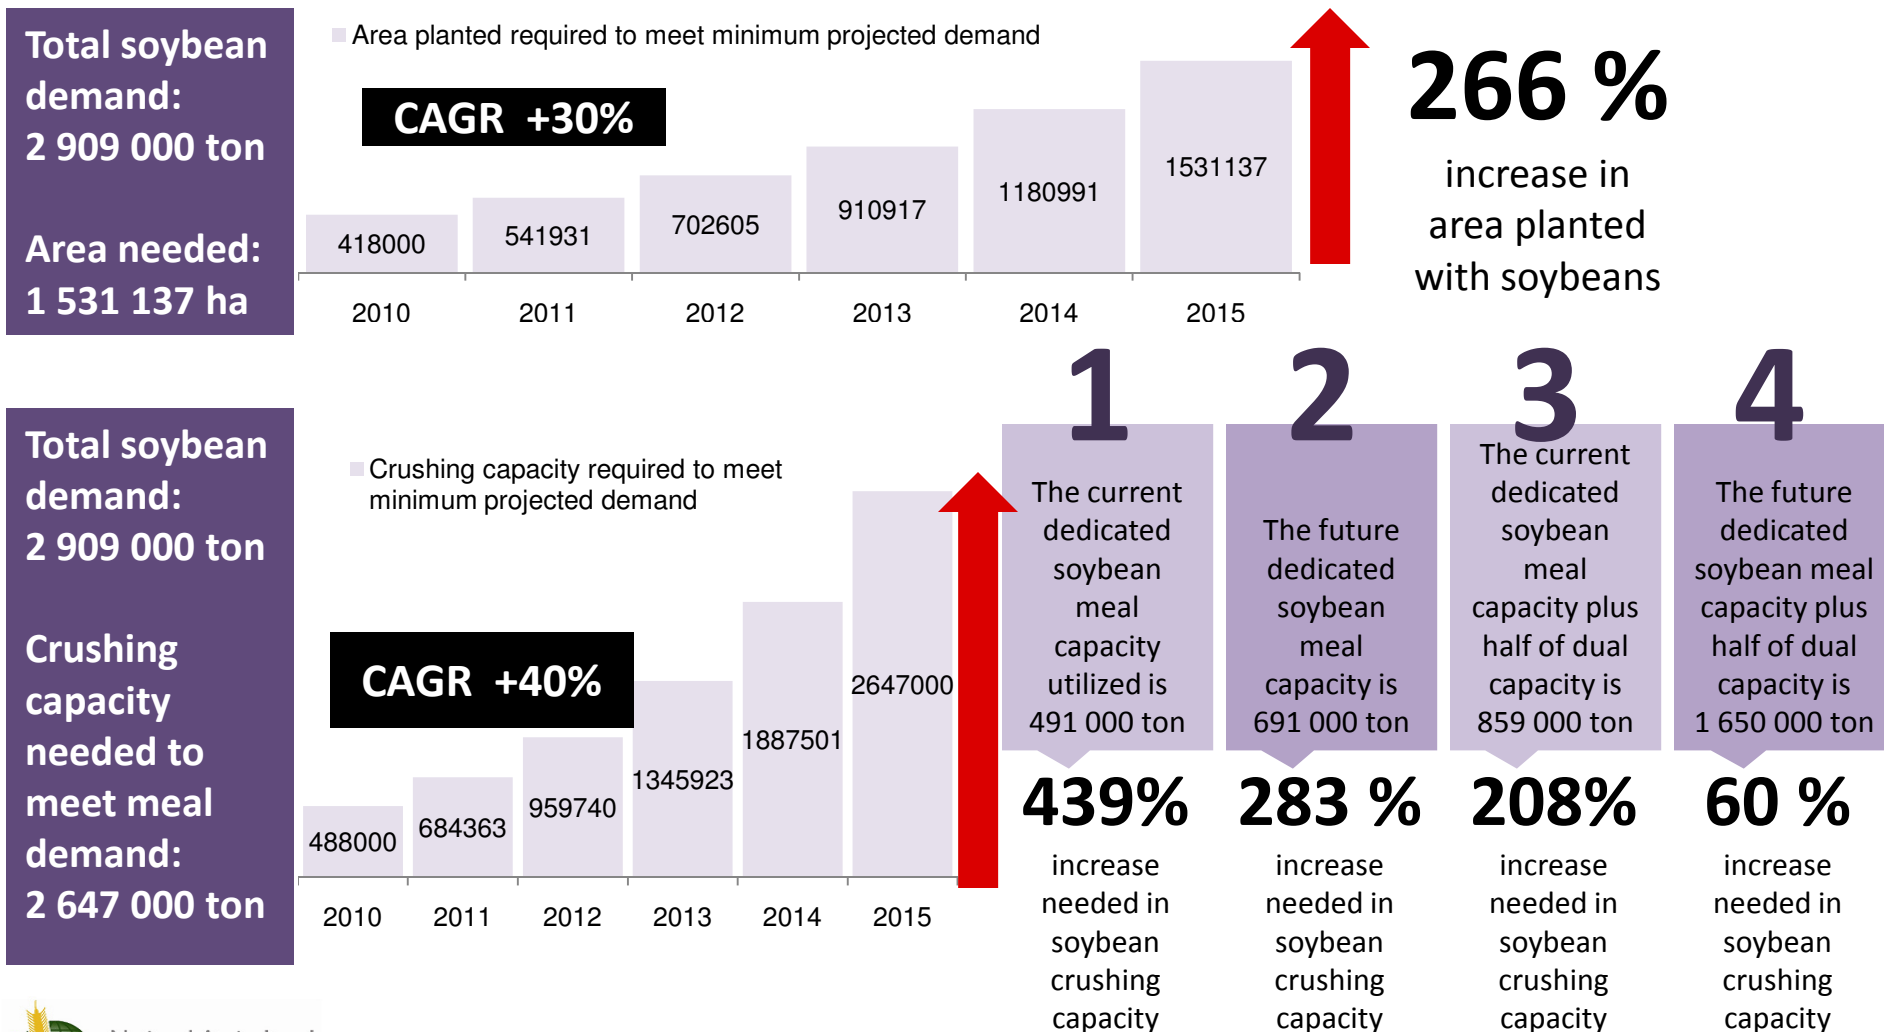 Total soybean
demand:
2 909 000 ton
Area needed:
1 531 137 ha
Area planted required to meet minimum projected demand
CAGR +30%
418000
541931
702605
910917
1180991
1531137
2010
2011
2012
2013
2014
2015
266 %
increase in
area planted
with soybeans
Total soybean
demand:
2 909 000 ton
Crushing
capacity
needed to
meet meal
demand:
2 647 000 ton
Crushing capacity required to meet
minimum projected demand
CAGR +40%
488000
684363
959740
1345923
1887501
2647000
2010
2011
2012
2013
2014
2015
1
The current
dedicated
soybean
meal
capacity
utilized is
491 000 ton
439%
increase
needed in
soybean
crushing
capacity
2
The future
dedicated
soybean
meal
capacity is
691 000 ton
283 %
increase
needed in
soybean
crushing
capacity
3
The current
dedicated
soybean
meal
capacity plus
half of dual
capacity is
859 000 ton
208%
increase
needed in
soybean
crushing
capacity
4
The future
dedicated
soybean meal
capacity plus
half of dual
capacity is
1 650 000 ton
60 %
increase
needed in
soybean
crushing
capacity